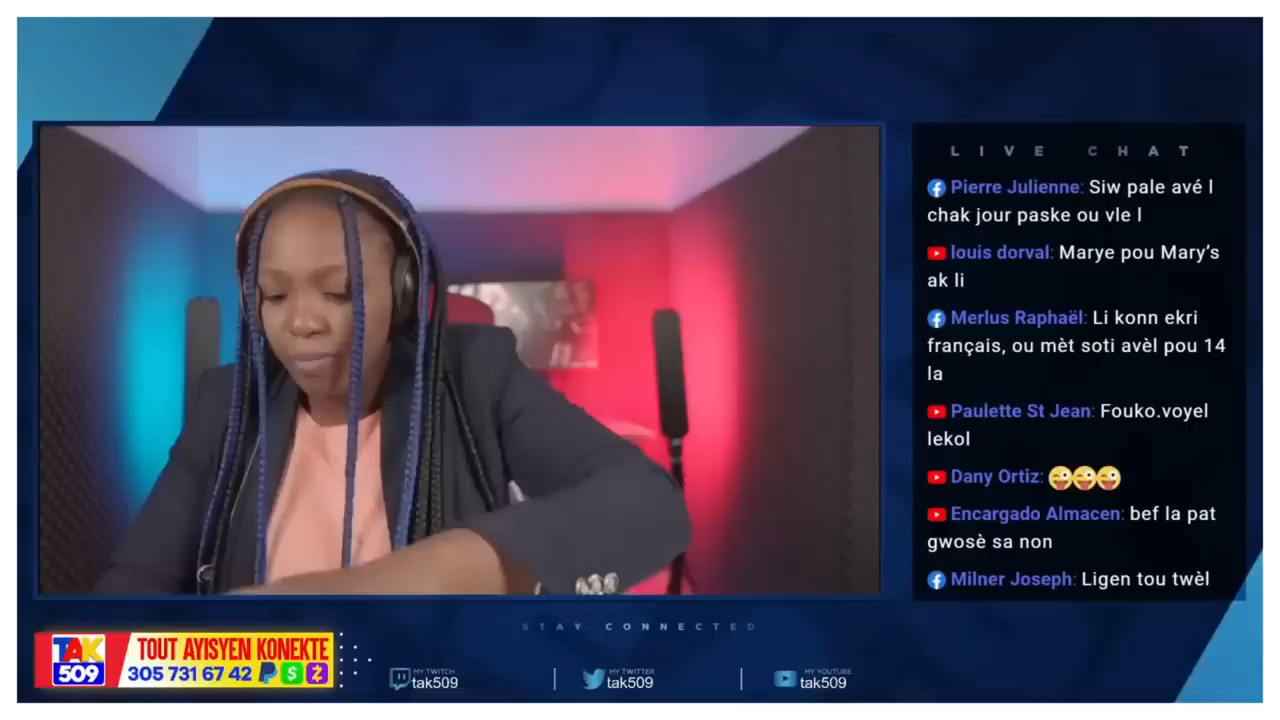 LIVE CHAT
Pierre Julienne: Siw pale avé l
chak jour paske ou vle l
louis dorval: Marye pou Mary’s
ak li
Merlus Raphaël: Li konn ekri
français, ou mèt soti avèl pou 14
la
Paulette St Jean: Fouko.voyel
lekol
Dany Ortiz: 😜😜😜
Encargado Almacen: bef la pat
gwosè sa non
Milner Joseph: Ligen tou twèl
STAY CONNECTED
TAK
509
TOUT AYISYEN KONEKTE
305 731 67 42
MY TWITCH
tak509
MY TWITTER
tak509
MY YOUTUBE
tak509